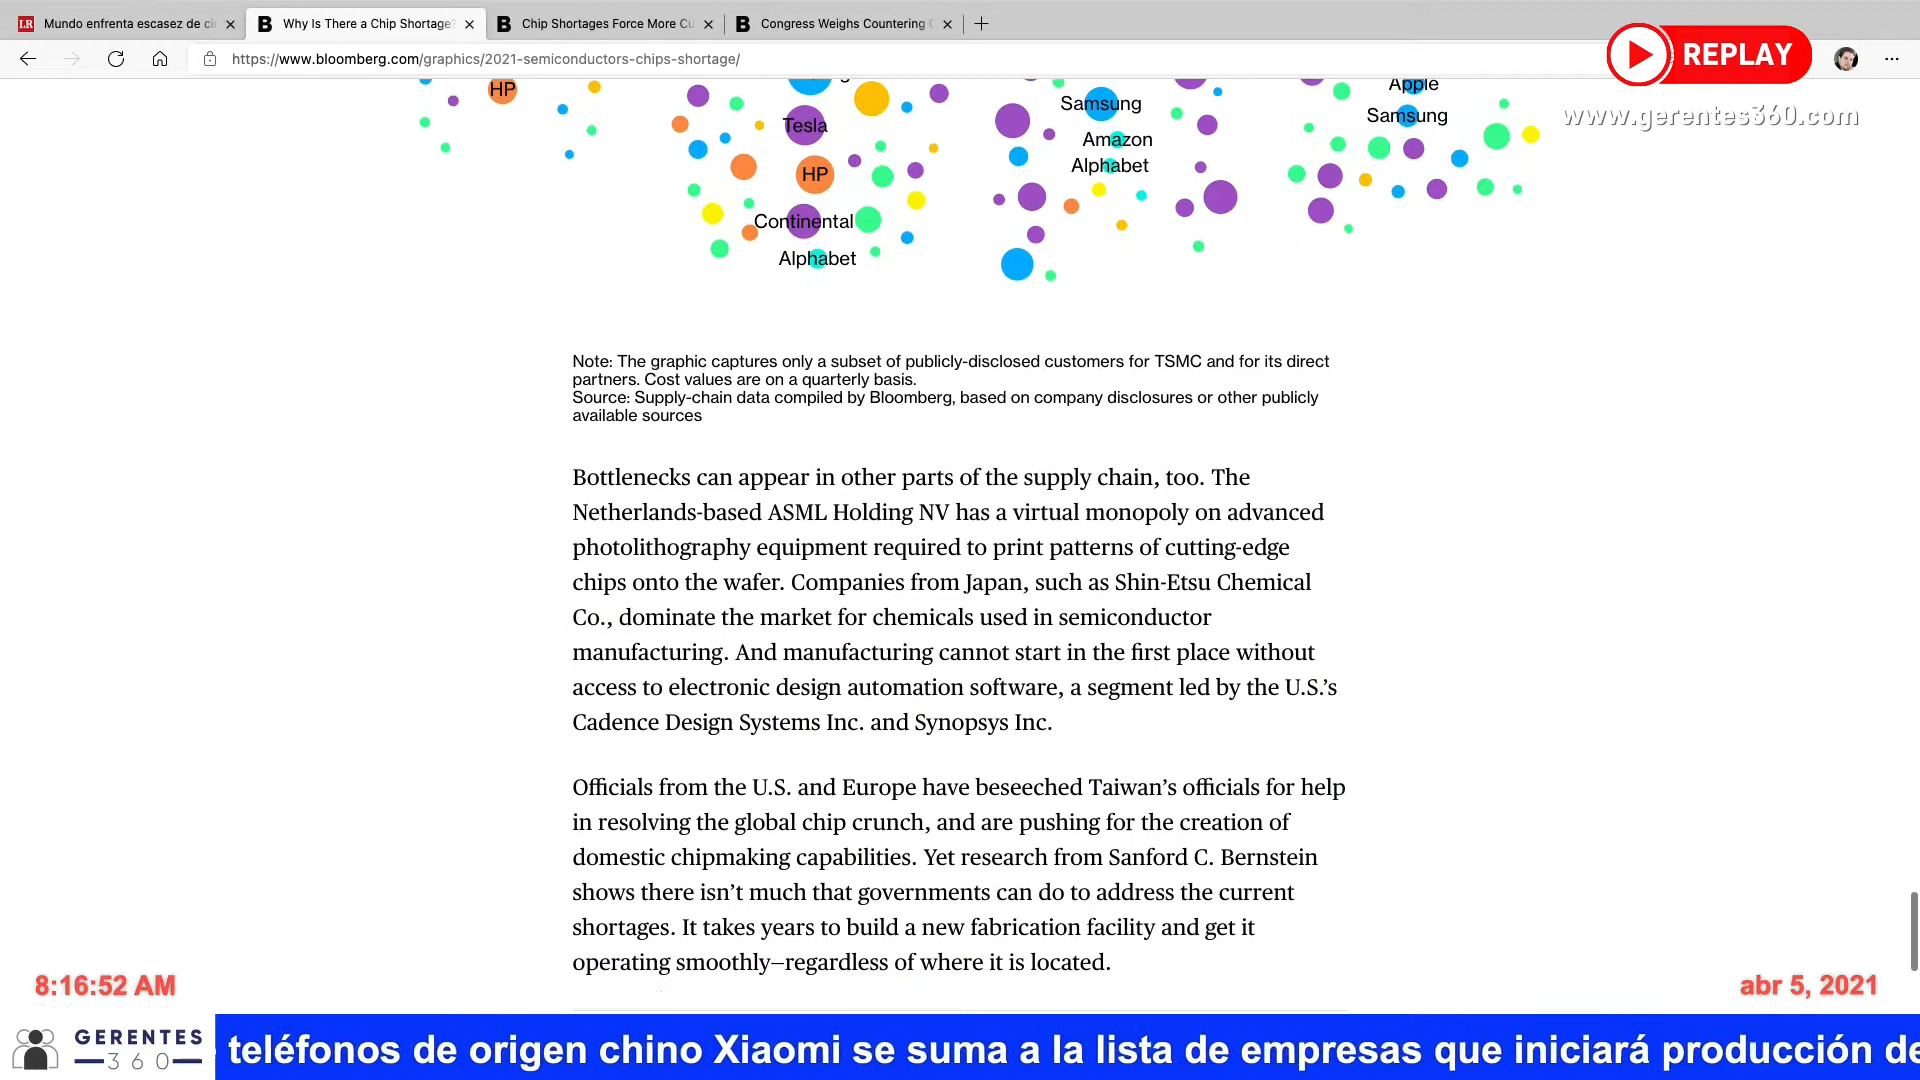 Mundo enfrenta escasez de
Why Is There a Chip Shortage?
Chip Shortages Force More Cu
Congress Weighs Countering
https://www.bloomberg.com/graphics/2021-semiconductors-chips-shortage/
REPLAY
www.gerentes360.com
HP
Tesla
HP
Continental
Alphabet
Samsung
Amazon
Alphabet
Apple
Samsung
Note: The graphic captures only a subset of publicly-disclosed customers for TSMC and for its direct
partners. Cost values are on a quarterly basis.
Source: Supply-chain data compiled by Bloomberg, based on company disclosures or other publicly
available sources
Bottlenecks can appear in other parts of the supply chain, too. The
Netherlands-based ASML Holding NV has a virtual monopoly on advanced
photolithography equipment required to print patterns of cutting-edge
chips onto the wafer. Companies from Japan, such as Shin-Etsu Chemical
Co., dominate the market for chemicals used in semiconductor
manufacturing. And manufacturing cannot start in the first place without
access to electronic design automation software, a segment led by the U.S.’s
Cadence Design Systems Inc. and Synopsys Inc.
Officials from the U.S. and Europe have beseeched Taiwan’s officials for help
in resolving the global chip crunch, and are pushing for the creation of
domestic chipmaking capabilities. Yet research from Sanford C. Bernstein
shows there isn’t much that governments can do to address the current
shortages. It takes years to build a new fabrication facility and get it
operating smoothly—regardless of where it is located.
8:16:52 AM
abr 5, 2021
GERENTES
360
teléfonos de origen chino Xiaomi se suma a la lista de empresas que iniciará producción de